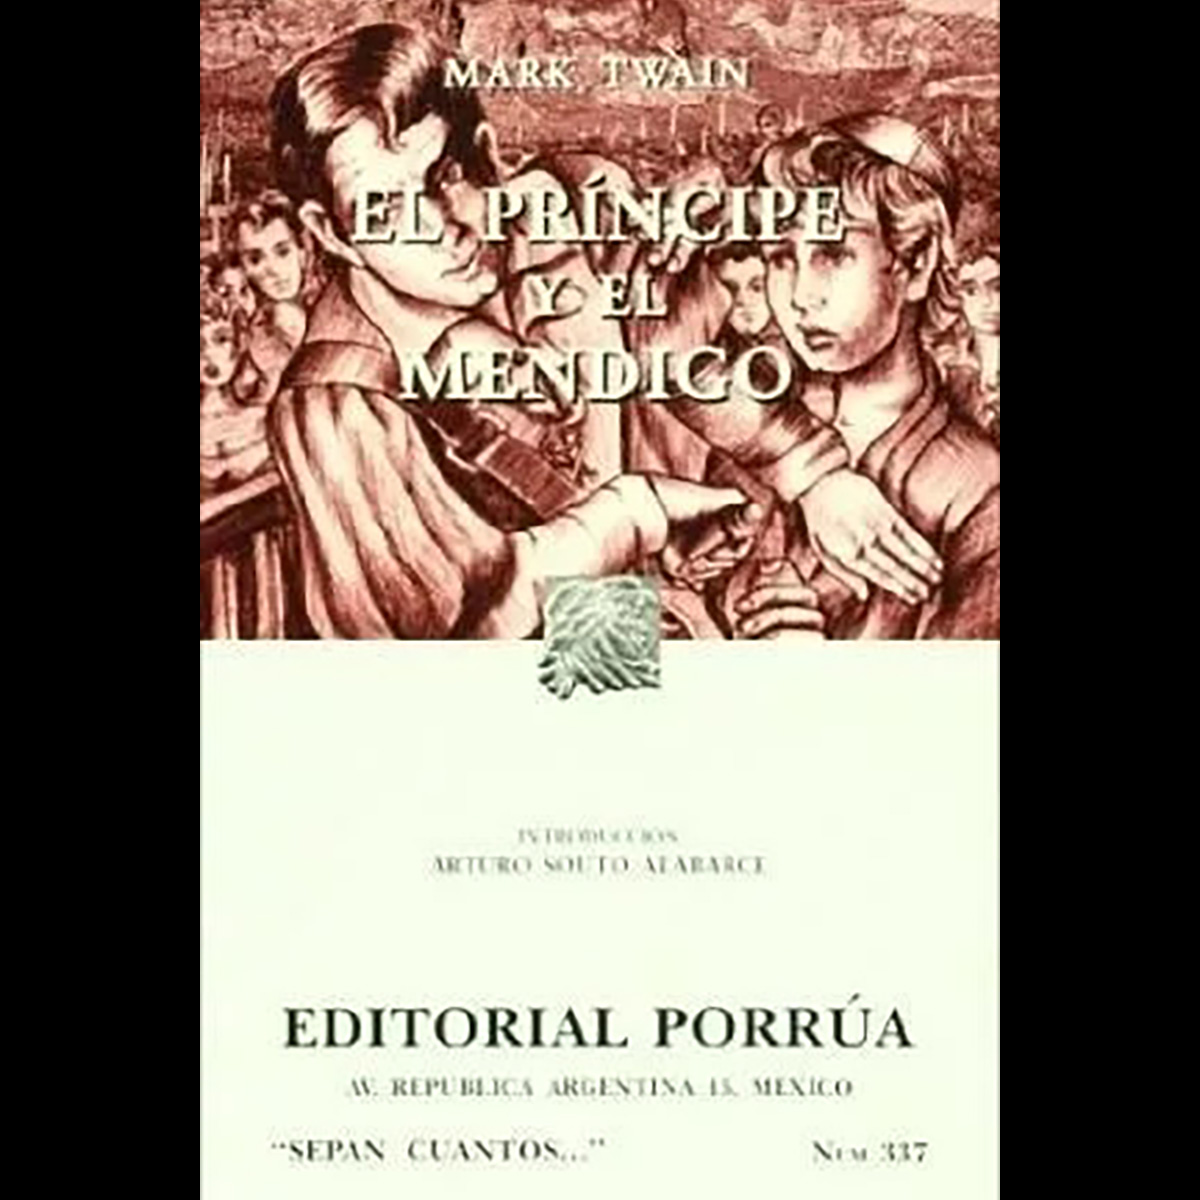 MARK TWAIN
EL PRÍNCIPE
Y EL
MENDIGO
INTRODUCCIÓN
ARTURO SOUTO ALABARCE
EDITORIAL PORRÚA
AV. REPÚBLICA ARGENTINA 15, MÉXICO
“SEPAN CUANTOS...”
NÚM. 337